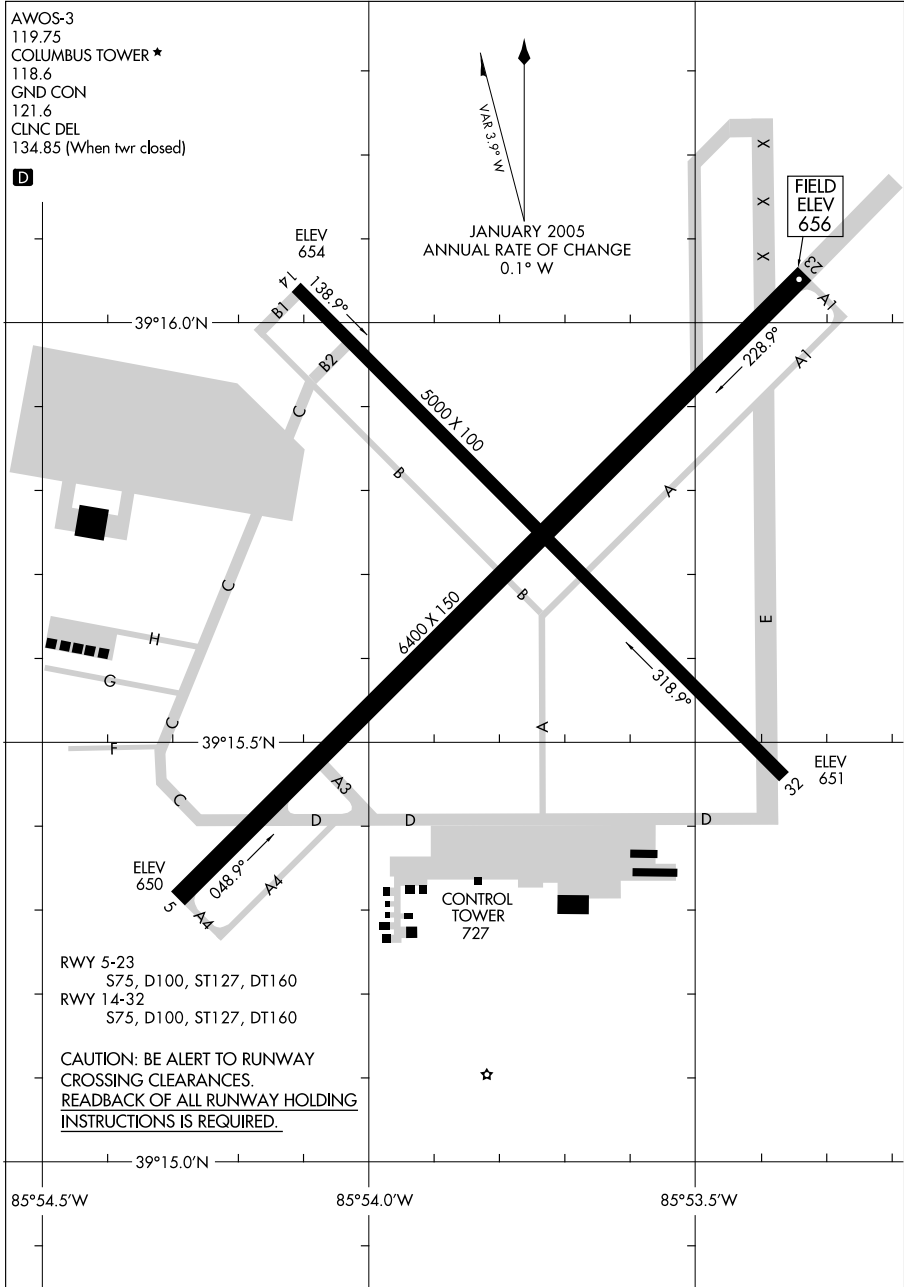 AWOS-3
119.75
COLUMBUS TOWER ★
118.6
GND CON
121.6
CLNC DEL
134.85 (When twr closed)
D
VAR 3.9° W
JANUARY 2005
ANNUAL RATE OF CHANGE
0.1° W
X
X
X
FIELD
ELEV
656
23
A1
A1
228.9°
ELEV
654
14
138.9°
B1
B2
39°16.0'N
C
5000 X 100
B
A
B
C
6400 X 150
E
H
G
318.9°
C
F
39°15.5'N
A
ELEV
651
32
A3
C
D
D
D
ELEV
650
048.9°
A4
5
A4
CONTROL
TOWER
727
RWY 5-23
S75, D100, ST127, DT160
RWY 14-32
S75, D100, ST127, DT160
CAUTION: BE ALERT TO RUNWAY
CROSSING CLEARANCES.
READBACK OF ALL RUNWAY HOLDING
INSTRUCTIONS IS REQUIRED.
39°15.0'N
85°54.5'W
85°54.0'W
85°53.5'W